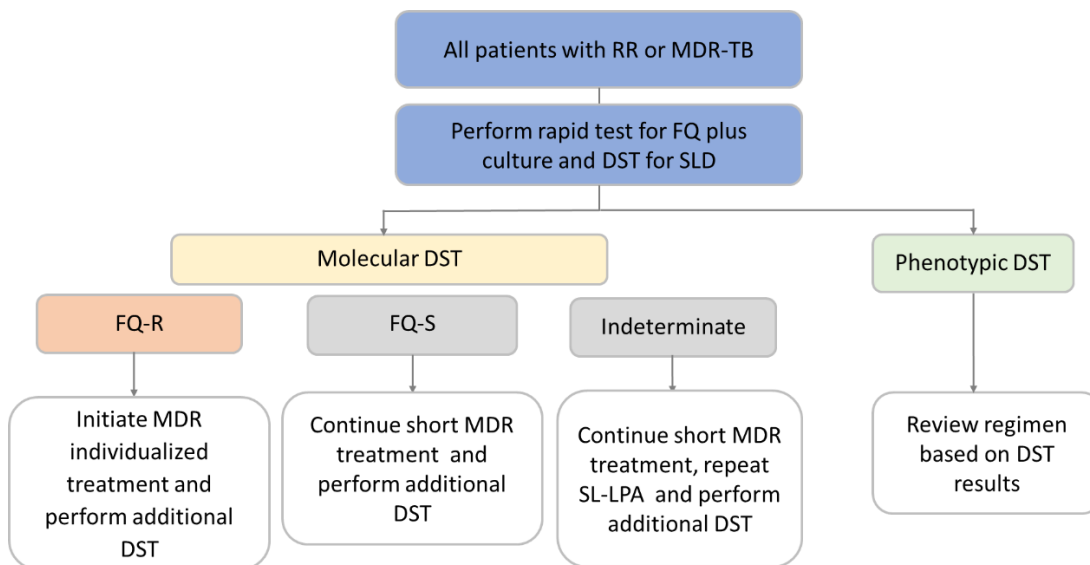 All patients with RR or MDR-TB
Perform rapid test for FQ plus
culture and DST for SLD
Molecular DST
Phenotypic DST
FQ-R
FQ-S
Indeterminate
Initiate MDR
individualized
treatment and
perform additional
DST
Continue short MDR
treatment and
perform additional
DST
Continue short MDR
treatment, repeat
SL-LPA and perform
additional DST
Review regimen
based on DST
results